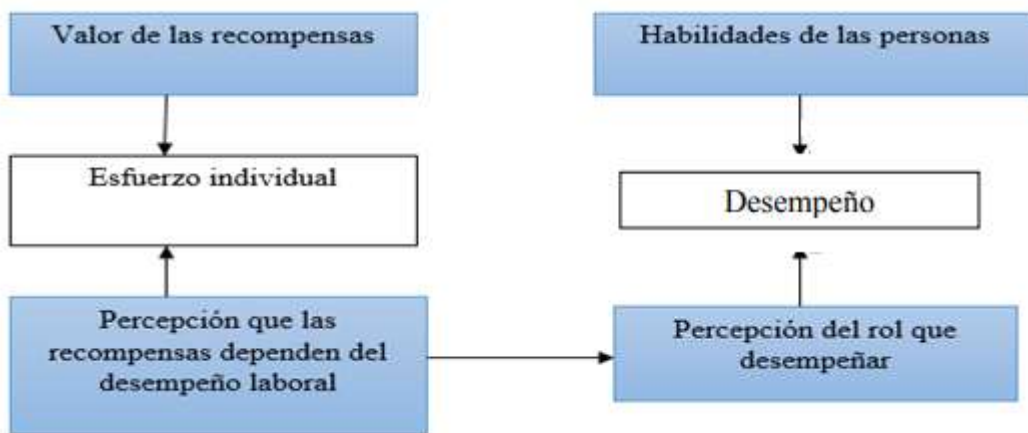 Valor de las recompensas
Habilidades de las personas
Esfuerzo individual
Desempeño
Percepción que las
recompensas dependen del
desempeño laboral
Percepción del rol que
desempeñar